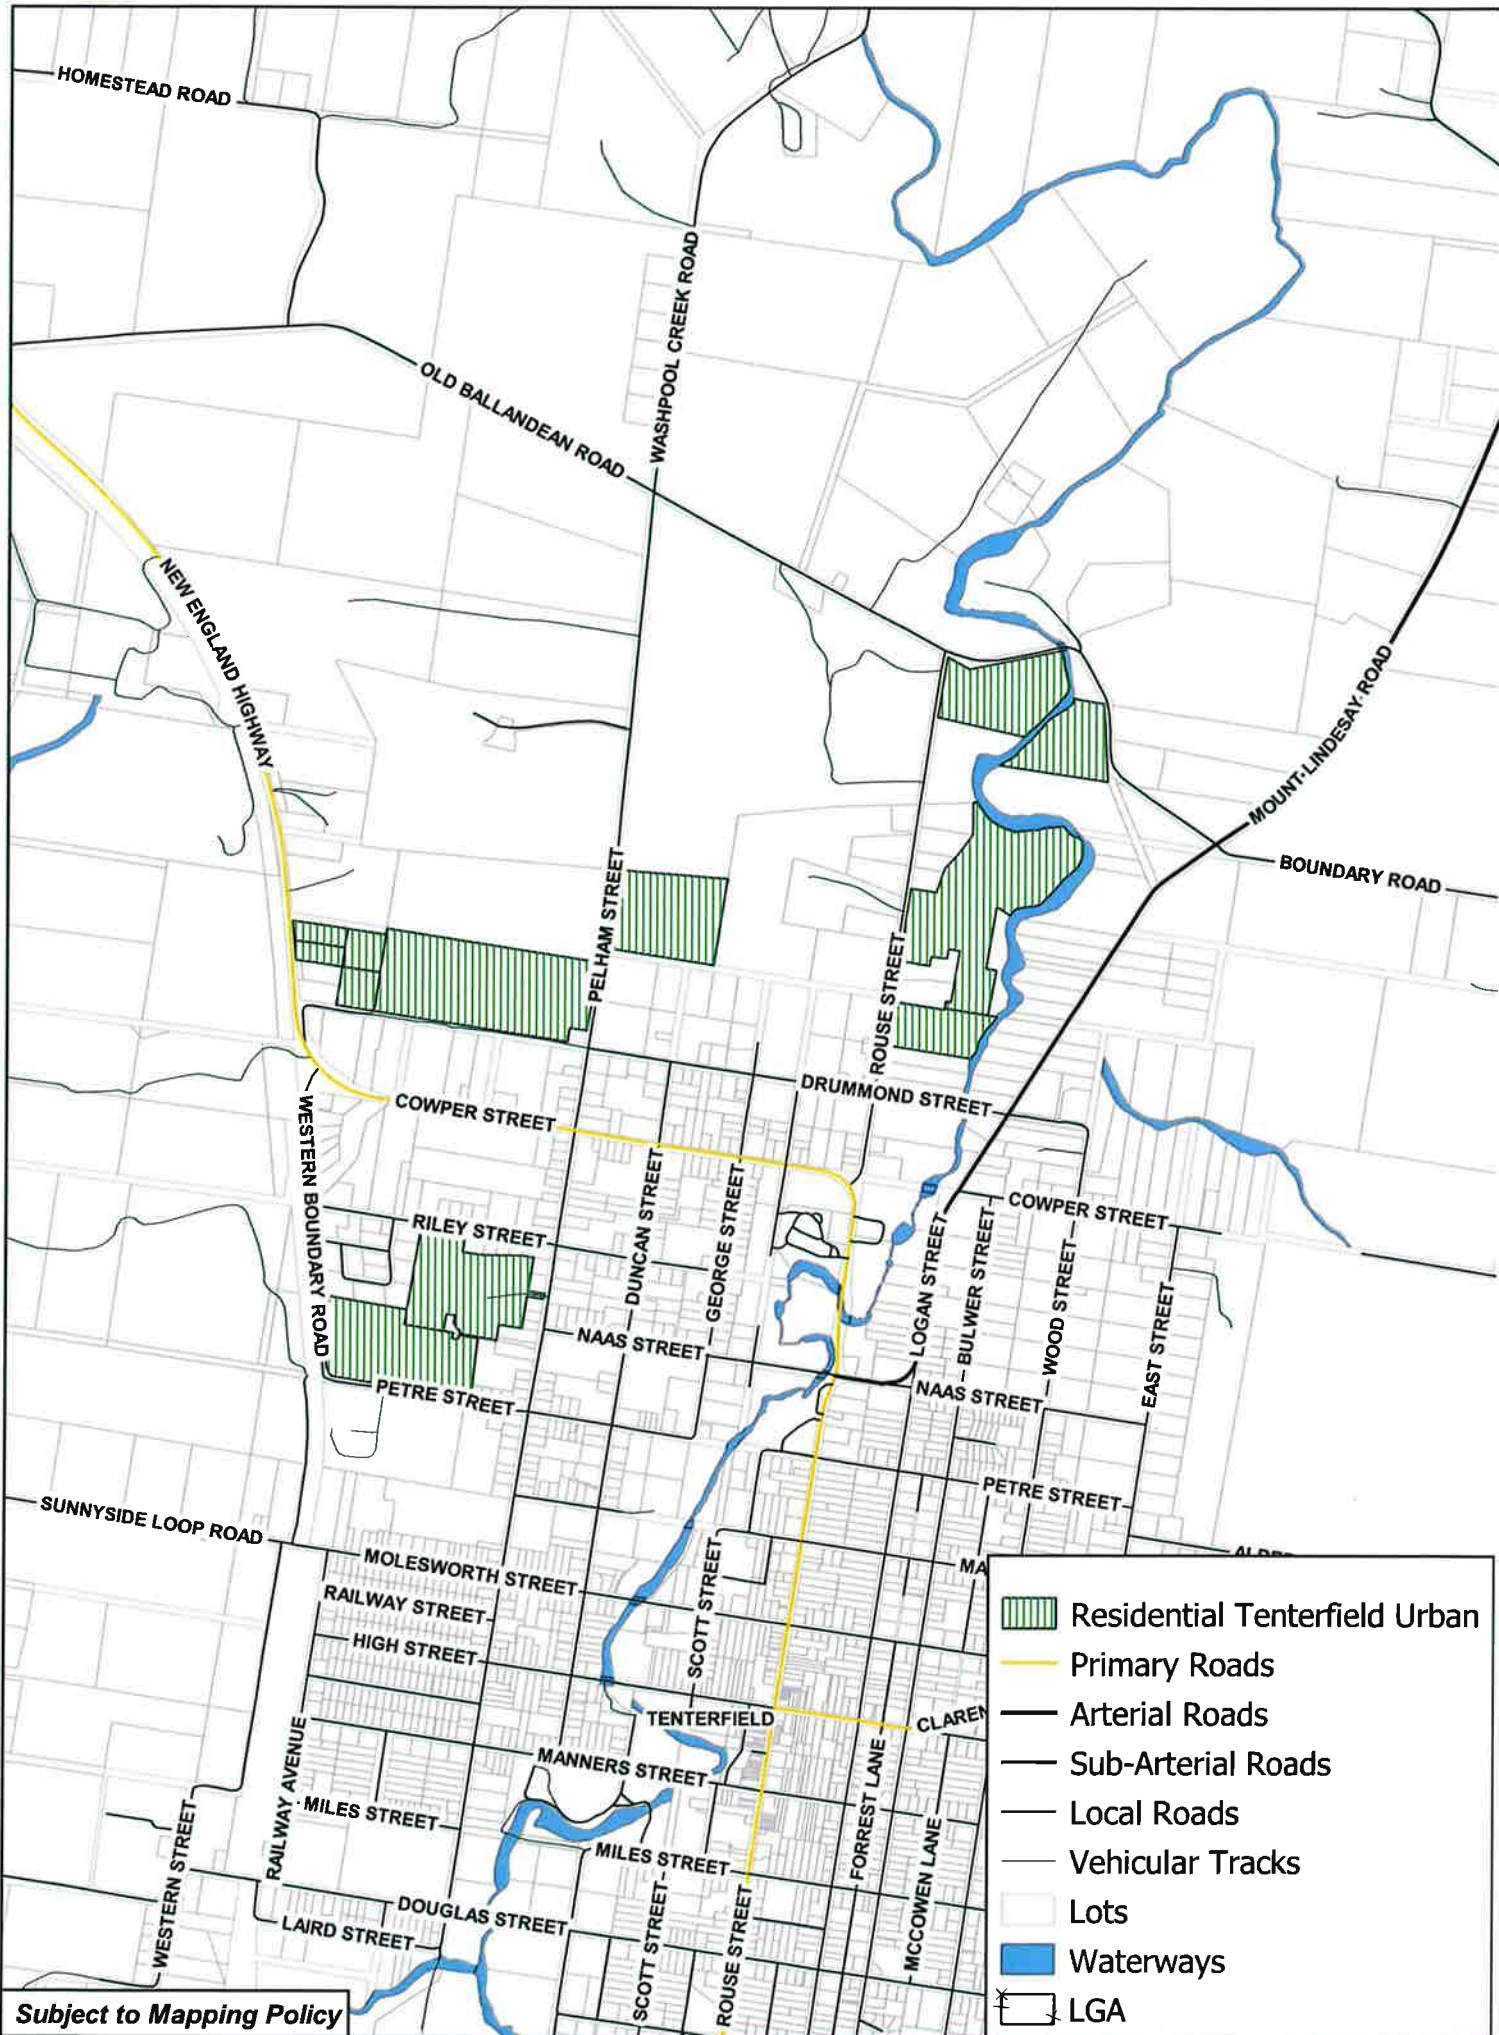 HOMESTEAD ROAD
WASHPOOL CREEK ROAD
OLD BALLANDEAN ROAD
NEW ENGLAND HIGHWAY
MOUNT LINDESAY ROAD
BOUNDARY ROAD
PELHAM STREET
ROUSE STREET
DRUMMOND STREET
COWPER STREET
WESTERN BOUNDARY ROAD
RILEY STREET
DUNCAN STREET
GEORGE STREET
COWPER STREET
LOGAN STREET
BULWER STREET
WOOD STREET
EAST STREET
NAAS STREET
NAAS STREET
PETRE STREET
PETRE STREET
SUNNYSIDE LOOP ROAD
MOLESWORTH STREET
SCOTT STREET
MA
RAILWAY STREET
HIGH STREET
TENTERFIELD
CLAREN
MANNERS STREET
RAILWAY AVENUE
MILES STREET
FORREST LANE
MILES STREET
MCCOWEN LANE
WESTERN STREET
DOUGLAS STREET
LAIRD STREET
SCOTT STREET
ROUSE STREET
Residential Tenterfield Urban
Primary Roads
Arterial Roads
Sub-Arterial Roads
Local Roads
Vehicular Tracks
Lots
Waterways
LGA
Subject to Mapping Policy